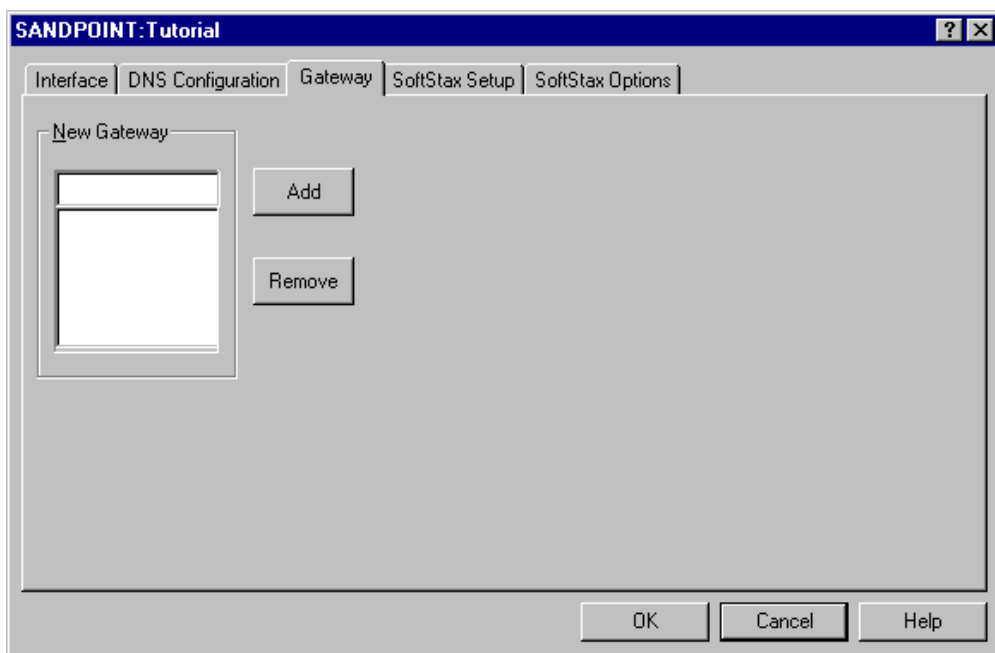 SANDPOINT:Tutorial
Interface
DNS Configuration
Gateway
SoftStax Setup
SoftStax Options
New Gateway
Add
Remove
OK
Cancel
Help